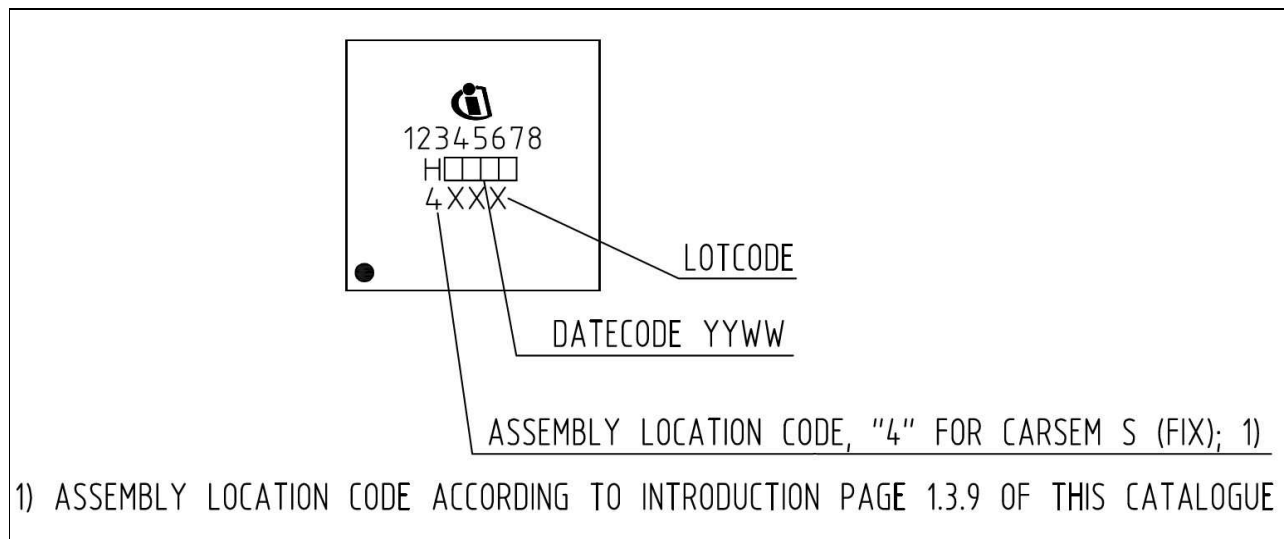 12345678
H□□□□
4XXX
LOTCODE
DATECODE YYWW
ASSEMBLY LOCATION CODE, "4" FOR CARSEM S (FIX); 1)
1) ASSEMBLY LOCATION CODE ACCORDING TO INTRODUCTION PAGE 1.3.9 OF THIS CATALOGUE